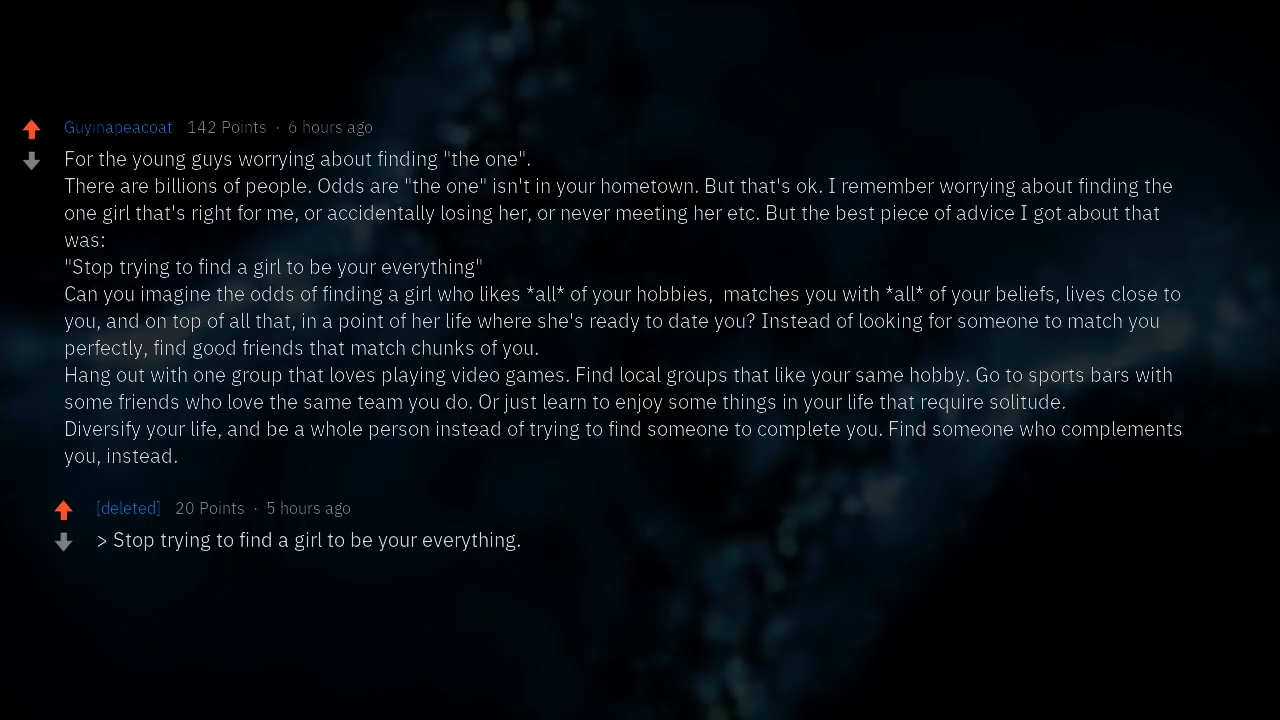 Guyinapeacoat 142 Points · 6 hours ago
For the young guys worrying about finding "the one".
There are billions of people. Odds are "the one" isn't in your hometown. But that's ok. I remember worrying about finding the
one girl that's right for me, or accidentally losing her, or never meeting her etc. But the best piece of advice I got about that
was:
"Stop trying to find a girl to be your everything"
Can you imagine the odds of finding a girl who likes *all* of your hobbies,  matches you with *all* of your beliefs, lives close to
you, and on top of all that, in a point of her life where she's ready to date you? Instead of looking for someone to match you
perfectly, find good friends that match chunks of you.
Hang out with one group that loves playing video games. Find local groups that like your same hobby. Go to sports bars with
some friends who love the same team you do. Or just learn to enjoy some things in your life that require solitude.
Diversify your life, and be a whole person instead of trying to find someone to complete you. Find someone who complements
you, instead.
[deleted] 20 Points · 5 hours ago
> Stop trying to find a girl to be your everything.